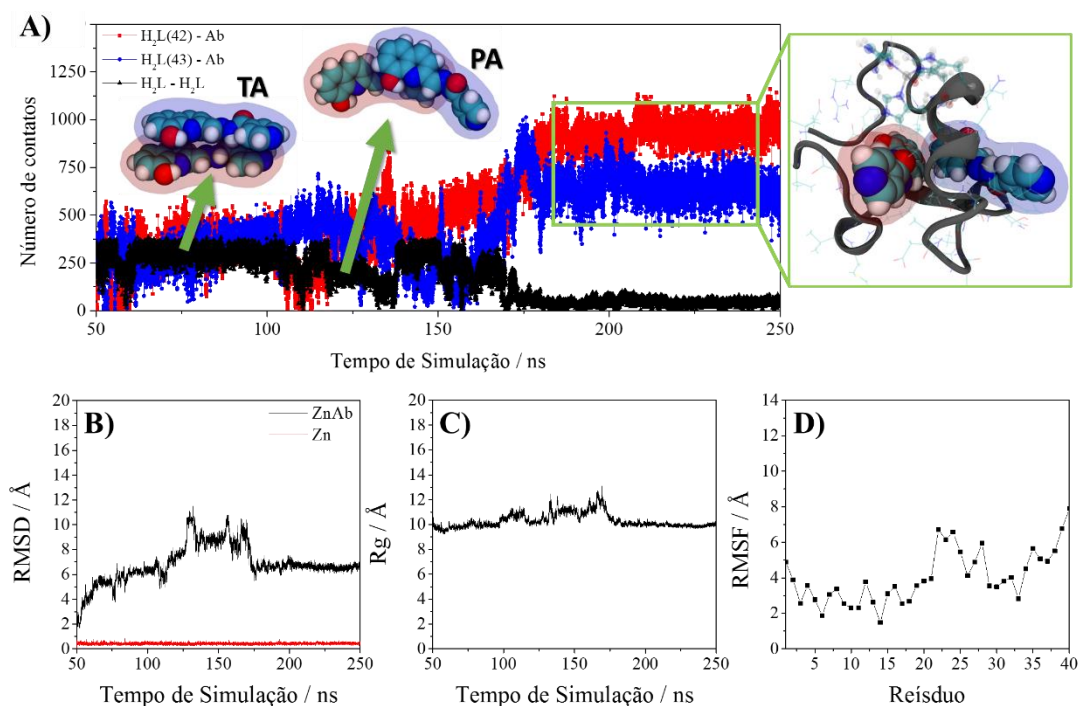 A)
H₂L(42) - Ab
H₂L(43) - Ab
H₂L - H₂L
TA
PA
Número de contatos
1250
1000
750
500
250
0
50 100 150 200 250
Tempo de Simulação / ns
B)
ZnAb
Zn
RMSD / Å
20
18
16
14
12
10
8
6
4
2
0
50 100 150 200 250
Tempo de Simulação / ns
C)
Rg / Å
20
18
16
14
12
10
8
6
4
2
0
50 100 150 200 250
Tempo de Simulação / ns
D)
RMSF / Å
14
12
10
8
6
4
2
0
5 10 15 20 25 30 35 40
Reísduo